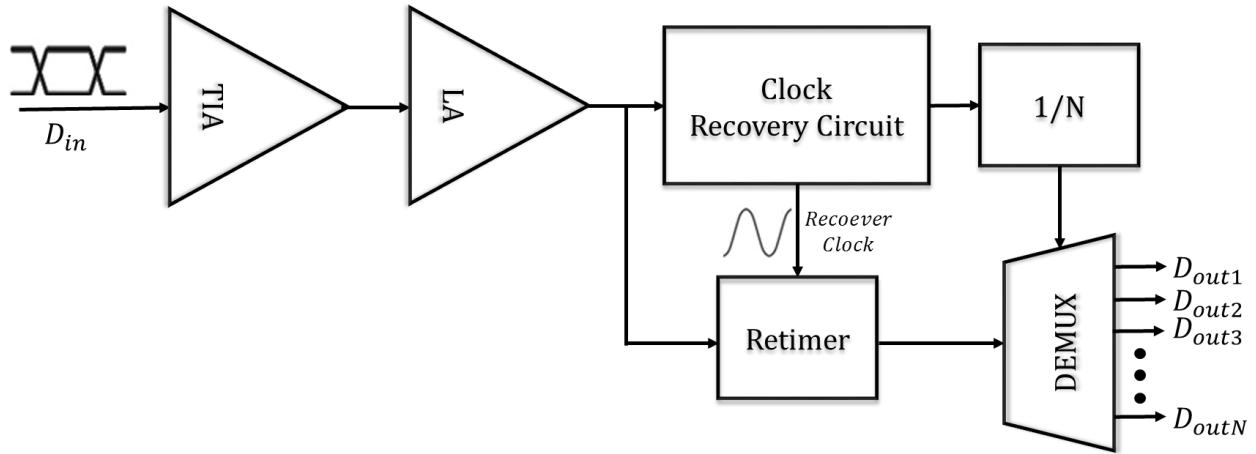 D_in
TIA
LA
Clock
Recovery Circuit
1/N
Recoever
Clock
Retimer
DEMUX
D_out1
D_out2
D_out3
D_outN